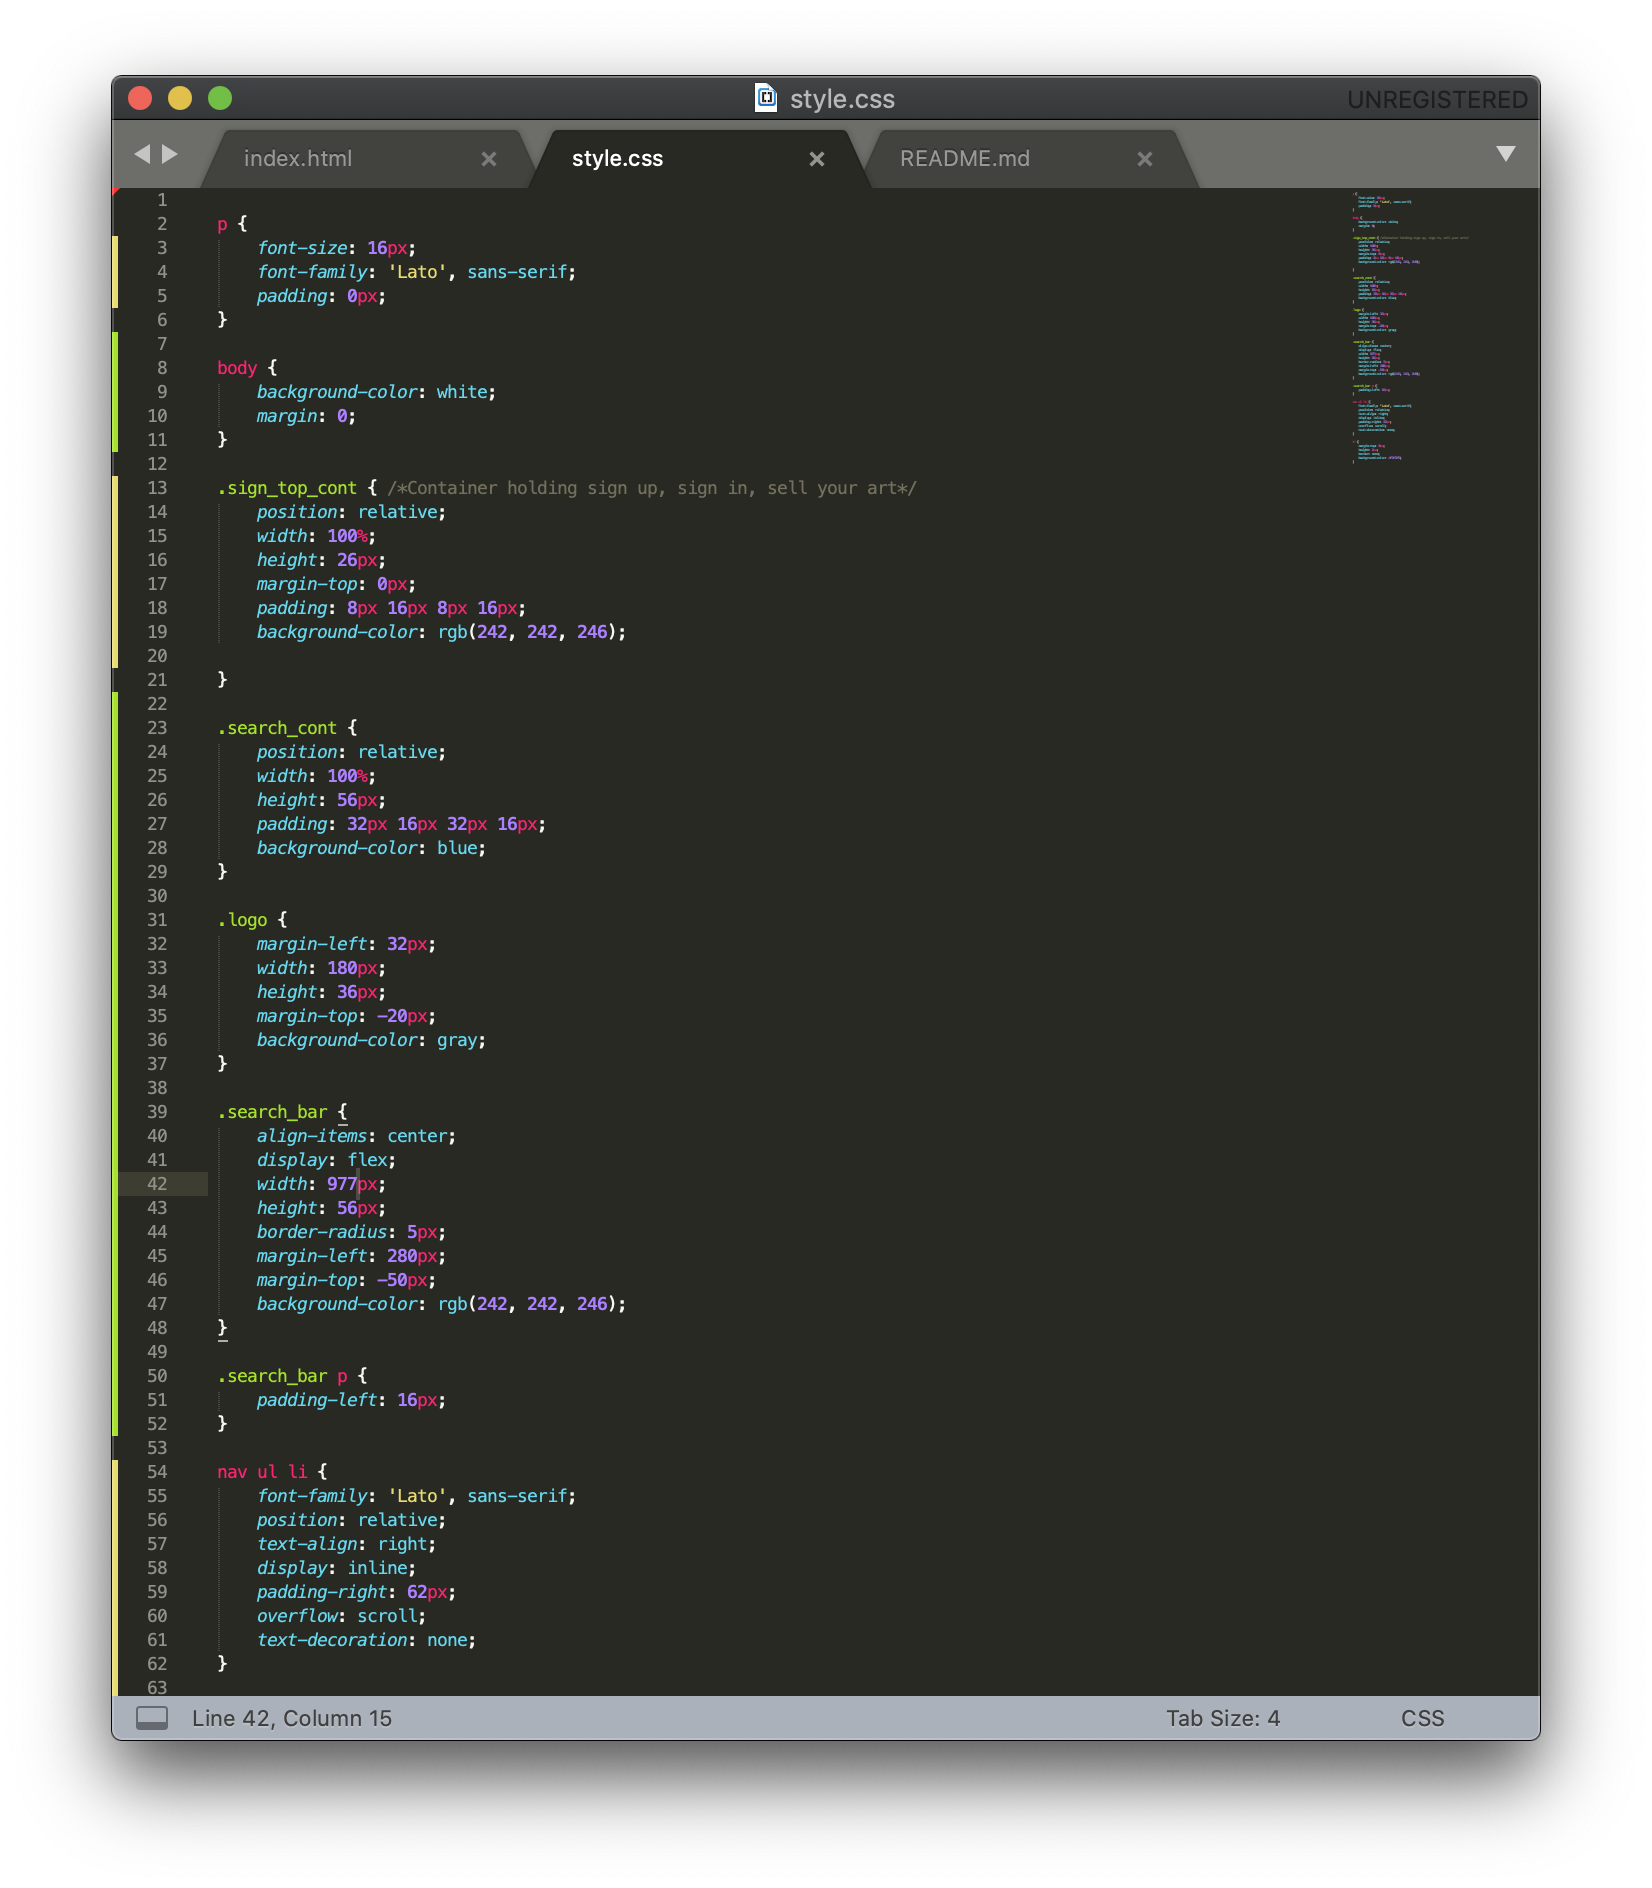 style.css
UNREGISTERED
index.html
style.css
README.md
1
2 p {
3 font-size: 16px;
4 font-family: 'Lato', sans-serif;
5 padding: 0px;
6 }
7
8 body {
9 background-color: white;
10 margin: 0;
11 }
12
13 .sign_top_cont { /*Container holding sign up, sign in, sell your art*/
14 position: relative;
15 width: 100%;
16 height: 26px;
17 margin-top: 0px;
18 padding: 8px 16px 8px 16px;
19 background-color: rgb(242, 242, 246);
20
21 }
22
23 .search_cont {
24 position: relative;
25 width: 100%;
26 height: 56px;
27 padding: 32px 16px 32px 16px;
28 background-color: blue;
29 }
30
31 .logo {
32 margin-left: 32px;
33 width: 180px;
34 height: 36px;
35 margin-top: -20px;
36 background-color: gray;
37 }
38
39 .search_bar {
40 align-items: center;
41 display: flex;
42 width: 977px;
43 height: 56px;
44 border-radius: 5px;
45 margin-left: 280px;
46 margin-top: -50px;
47 background-color: rgb(242, 242, 246);
48 }
49
50 .search_bar p {
51 padding-left: 16px;
52 }
53
54 nav ul li {
55 font-family: 'Lato', sans-serif;
56 position: relative;
57 text-align: right;
58 display: inline;
59 padding-right: 62px;
60 overflow: scroll;
61 text-decoration: none;
62 }
63
Line 42, Column 15
Tab Size: 4
CSS